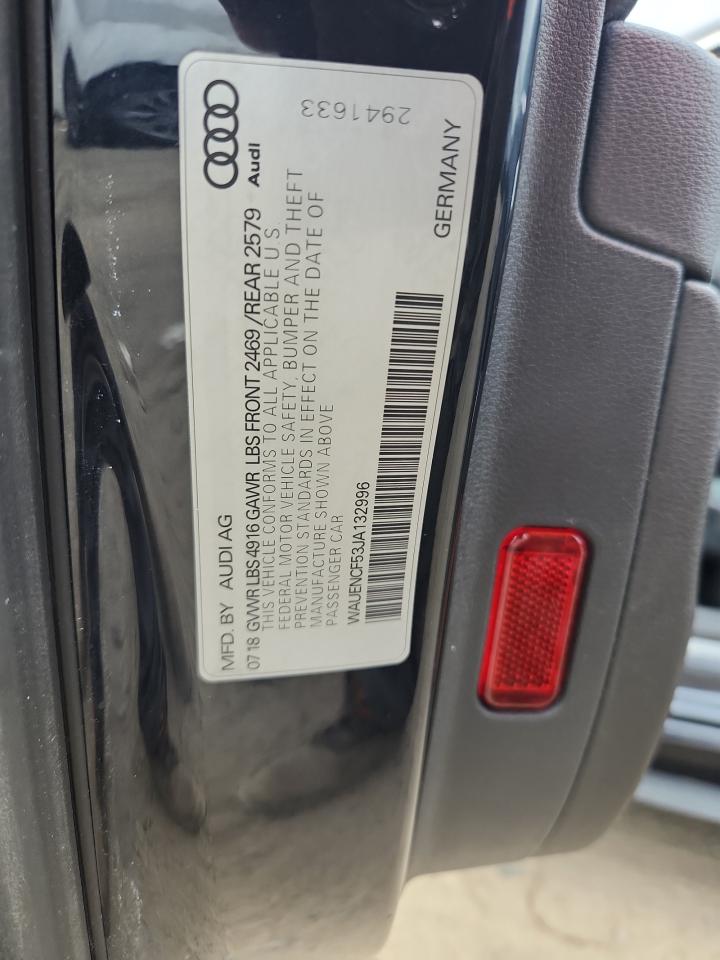 MFD. BY AUDI AG
Audi
07 18 GVWR LBS 4916 GAWR LBS FRONT 2469 / REAR 2579
THIS VEHICLE CONFORMS TO ALL APPLICABLE U S.
FEDERAL MOTOR VEHICLE SAFETY, BUMPER AND THEFT
PREVENTION STANDARDS IN EFFECT ON THE DATE OF
MANUFACTURE SHOWN ABOVE
PASSENGER CAR
2941633
WAUENCF53JA132996
GERMANY